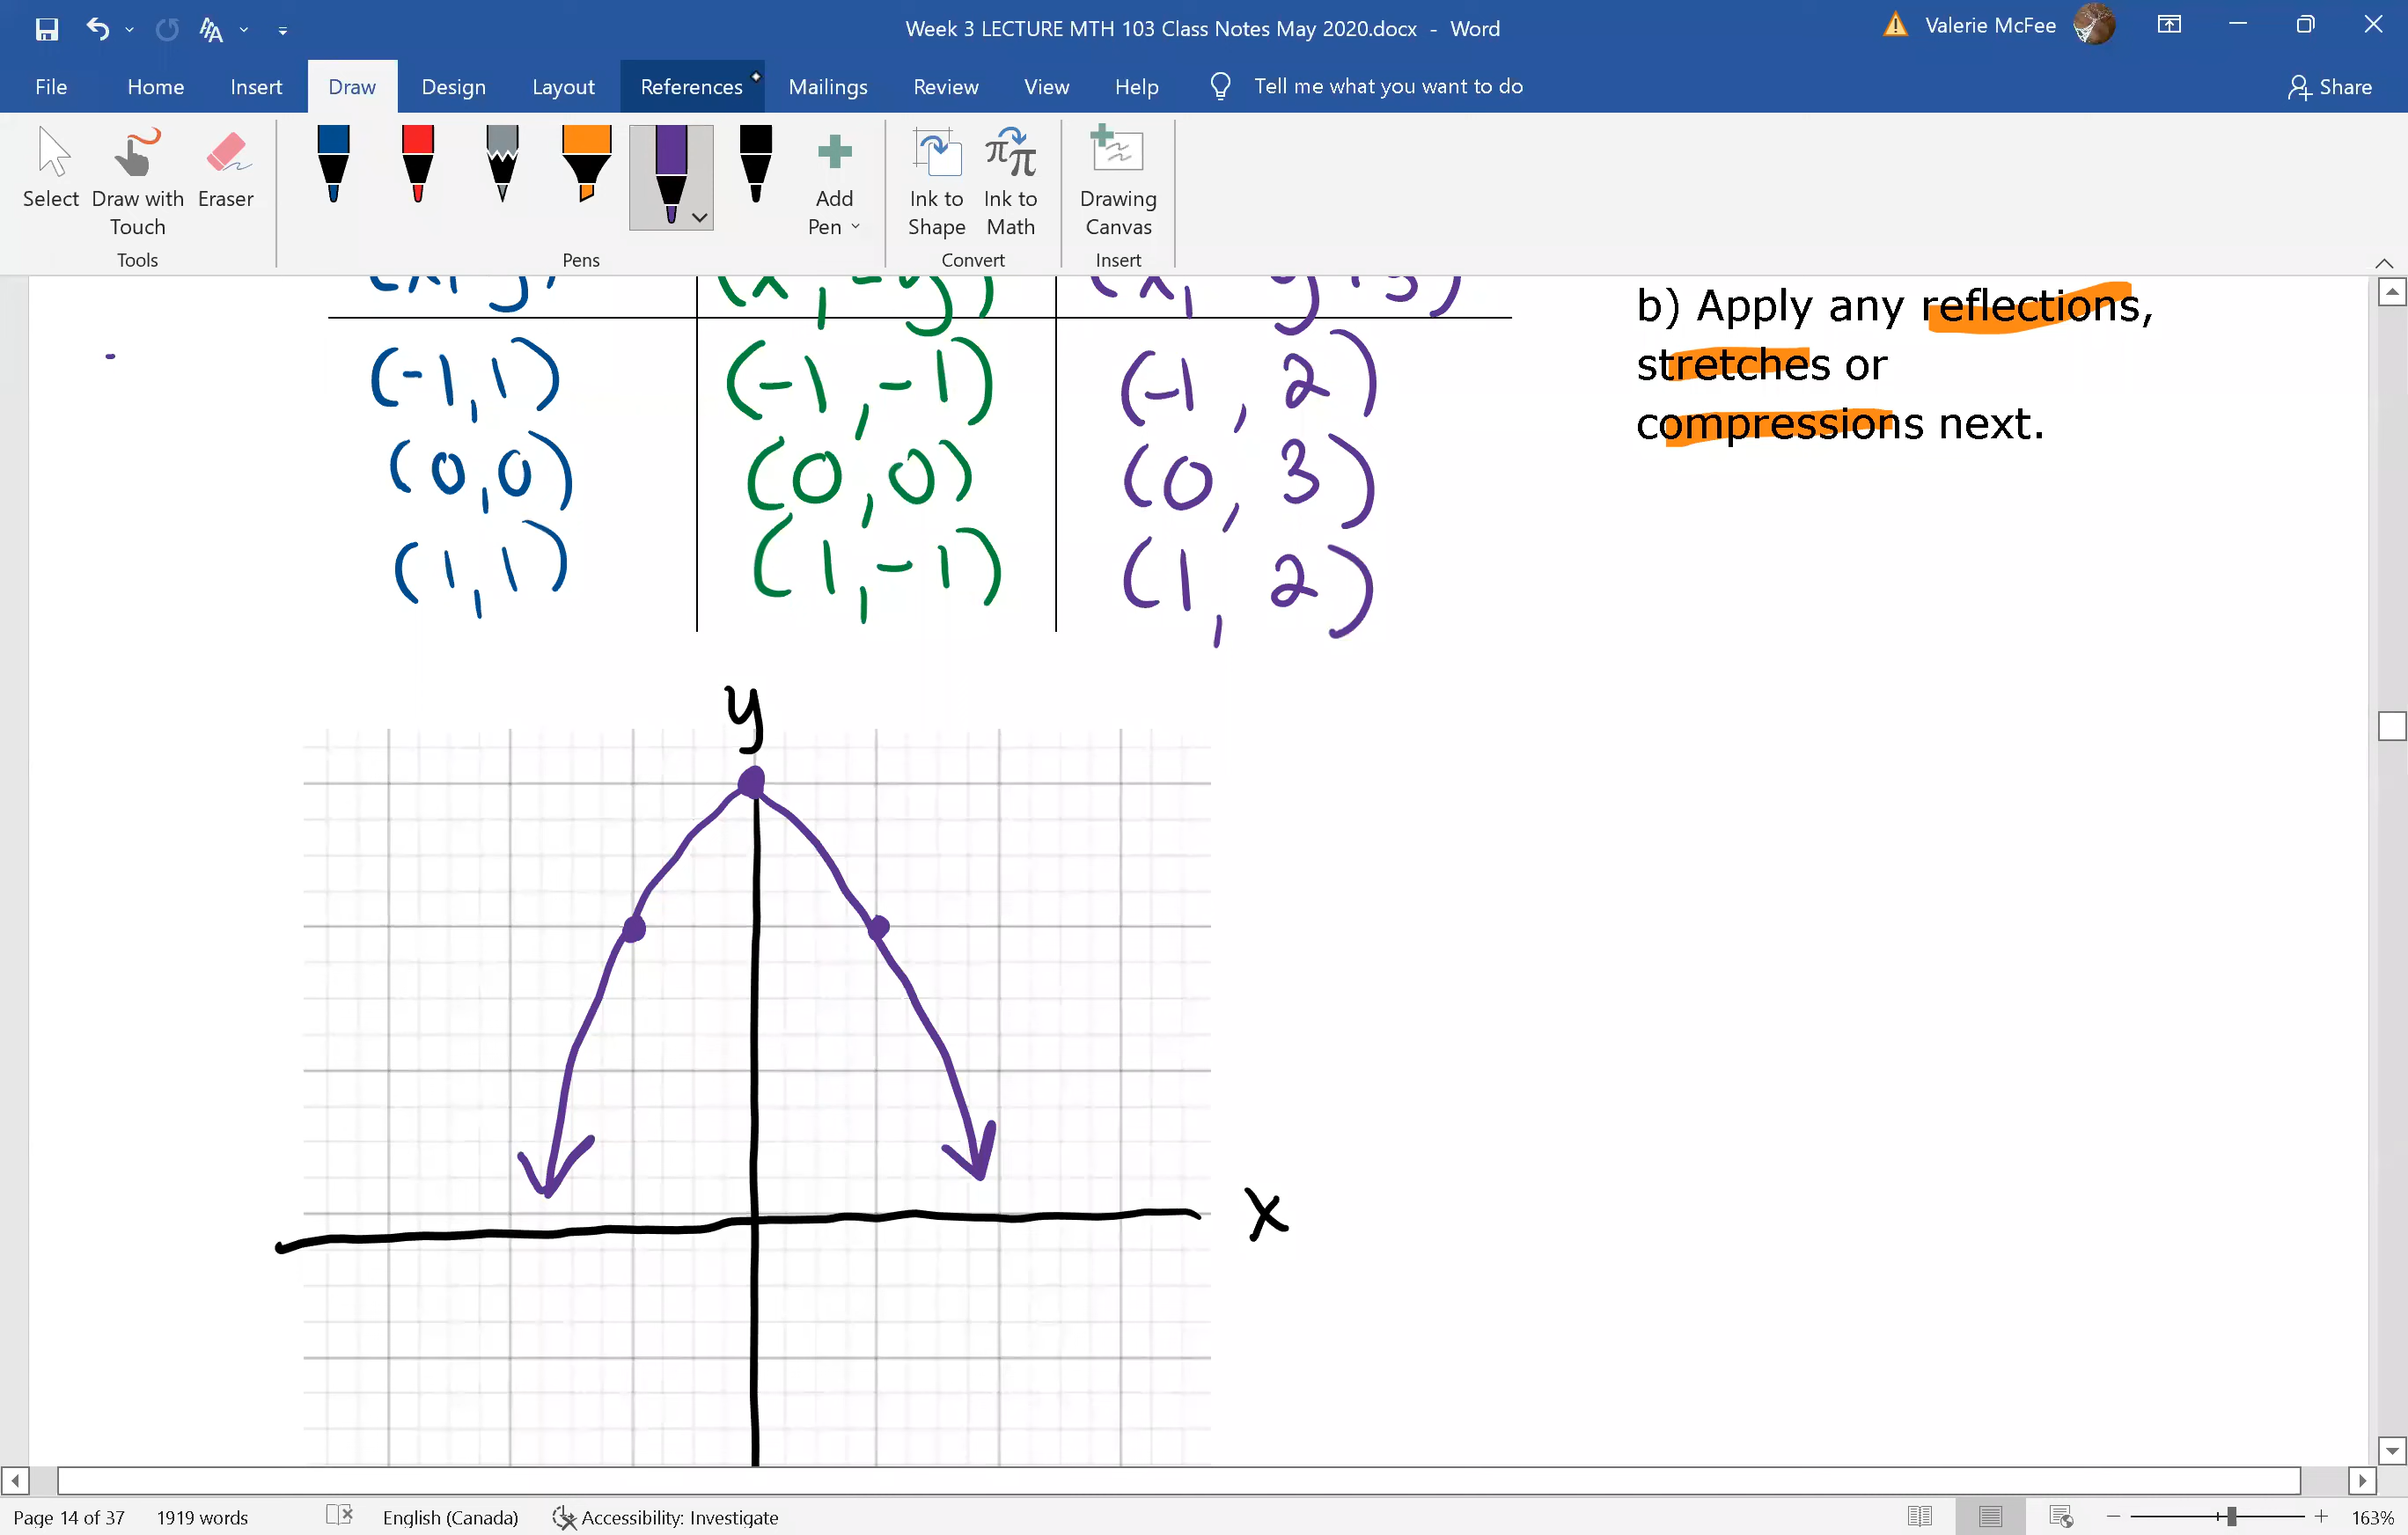 Week 3 LECTURE MTH 103 Class Notes May 2020.docx - Word
Valerie McFee
File Home Insert Draw Design Layout References Mailings Review View Help Tell me what you want to do Share
Select Draw with Touch Eraser Add Pen Ink to Shape Ink to Math Drawing Canvas
Tools Pens Convert Insert
(x, y) (x, -y) (x, y+3)
(-1, 1) (-1, -1) (-1, 2)
(0,0) (0,0) (0, 3)
(1, 1) (1, -1) (1, 2)
b) Apply any reflections,
stretches or
compressions next.
y
x
Page 14 of 37 1919 words English (Canada) Accessibility: Investigate 163%